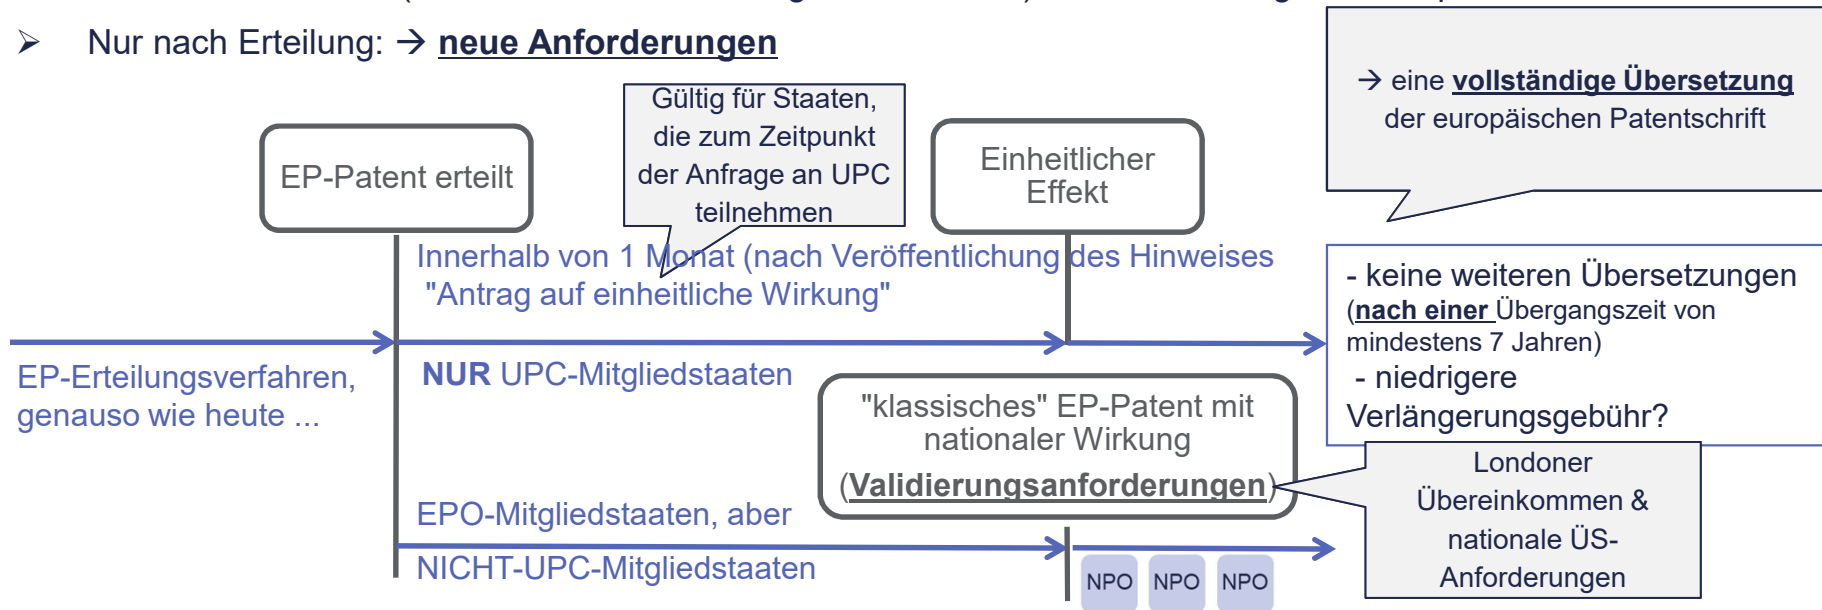 ➢ Nur nach Erteilung: → neue Anforderungen
→ eine vollständige Übersetzung
der europäischen Patentschrift
Gültig für Staaten,
die zum Zeitpunkt
der Anfrage an UPC
teilnehmen
EP-Patent erteilt
Einheitlicher
Effekt
Innerhalb von 1 Monat (nach Veröffentlichung des Hinweises
"Antrag auf einheitliche Wirkung"
- keine weiteren Übersetzungen
(nach einer Übergangszeit von
mindestens 7 Jahren)
- niedrigere
Verlängerungsgebühr?
EP-Erteilungsverfahren,
genauso wie heute ...
NUR UPC-Mitgliedstaaten
"klassisches" EP-Patent mit
nationaler Wirkung
(Validierungsanforderungen)
Londoner
Übereinkommen &
nationale ÜS-
Anforderungen
EPO-Mitgliedstaaten, aber
NICHT-UPC-Mitgliedstaaten
NPO NPO NPO